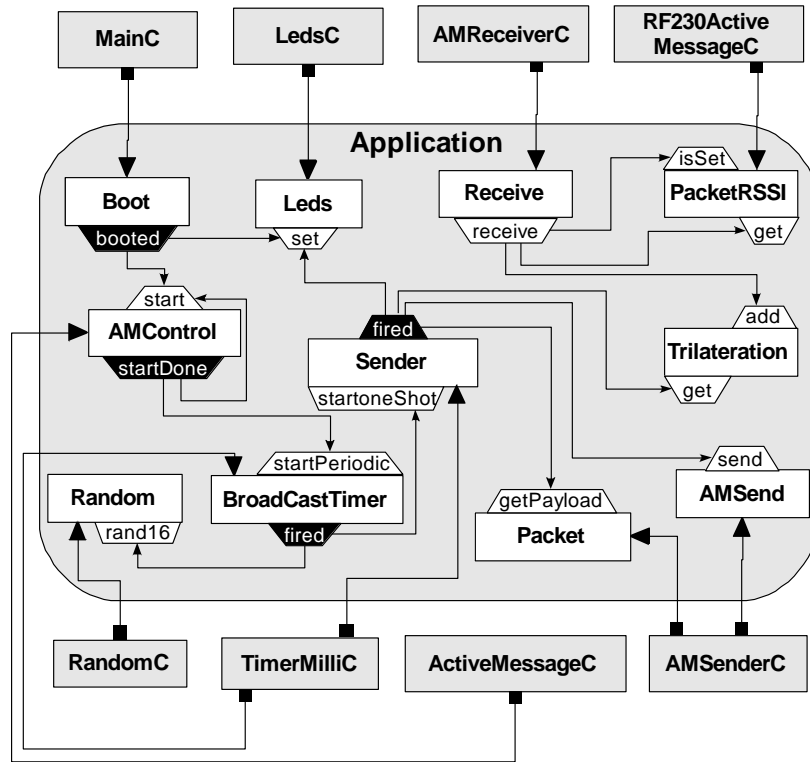 MainC
LedsC
AMReceiverC
RF230Active
MessageC
Application
Boot
booted
Leds
set
Receive
receive
isSet
PacketRSSI
get
start
AMControl
startDone
fired
Sender
startoneShot
add
Trilateration
get
startPeriodic
BroadCastTimer
fired
Random
rand16
getPayload
Packet
send
AMSend
RandomC
TimerMilliC
ActiveMessageC
AMSenderC